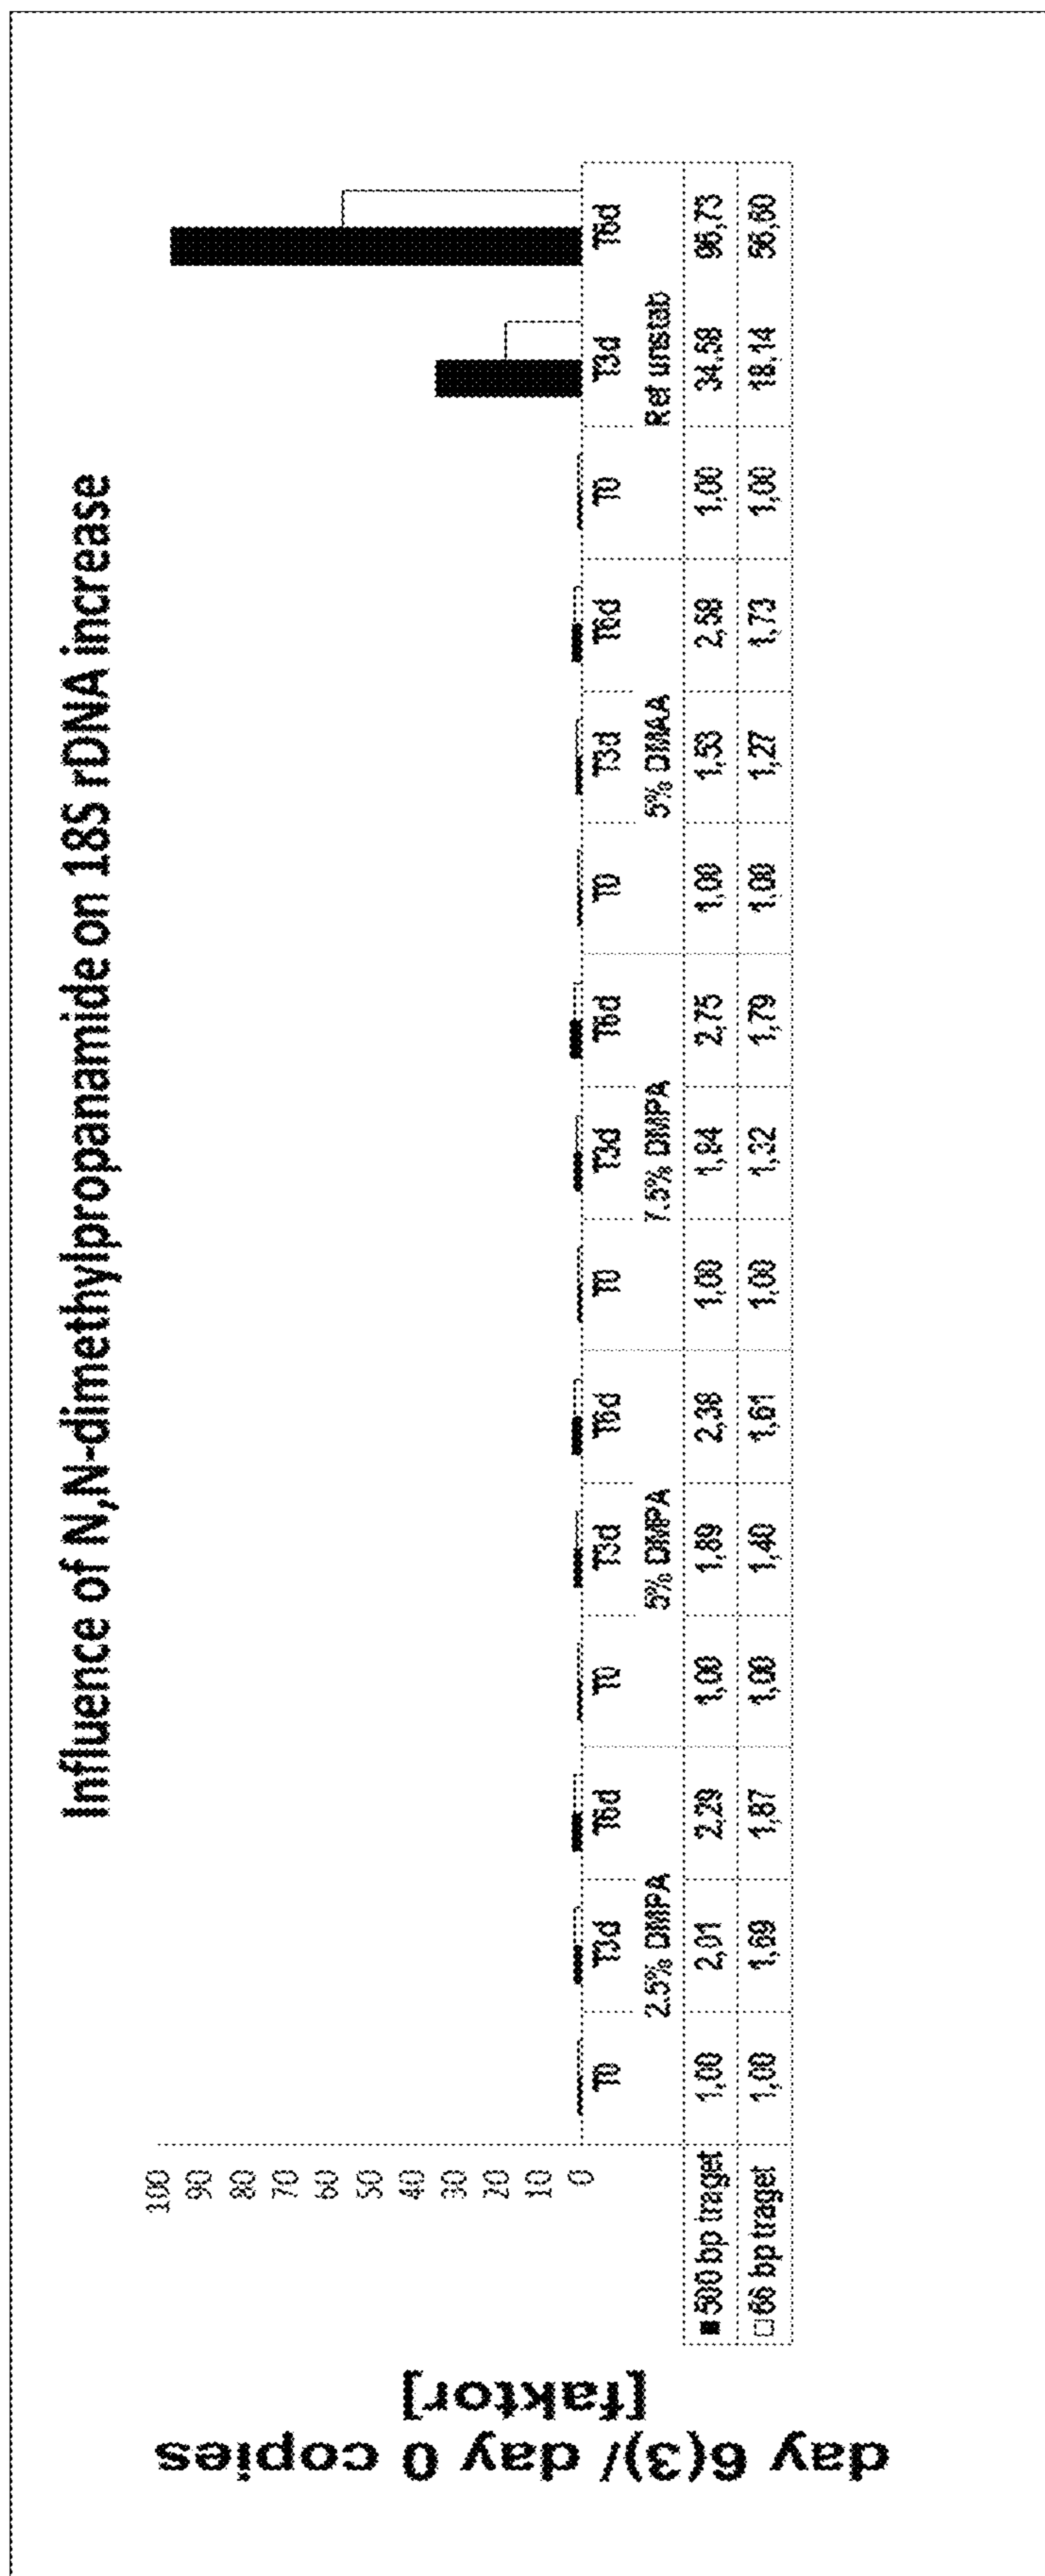 Influence of N,N-dimethylpropanamide on 18S rDNA increase
day 6(3)/ day 0 copies
[faktor]
100
90
80
70
60
50
40
30
20
10
0
T0 T3d T6d T0 T3d T6d T0 T3d T6d T0 T3d T6d T0 T3d T6d
2.5% DMPA 5% DMPA 7.5% DMPA 5% DMAA Ref unstab
500 bp traget 1,00 2,01 2,29 1,00 1,89 2,38 1,00 1,84 2,75 1,00 1,53 2,58 1,00 34,58 96,73
66 bp traget 1,00 1,69 1,87 1,00 1,40 1,61 1,00 1,32 1,79 1,00 1,27 1,73 1,00 18,14 56,60